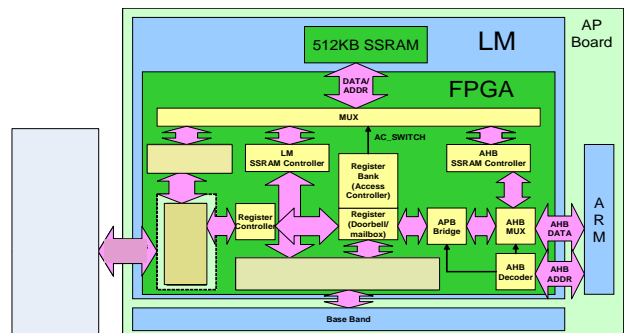 AP
Board
LM
512KB SSRAM
DATA/
ADDR
FPGA
MUX
AC_SWITCH
LM
SSRAM Controller
AHB
SSRAM Controller
Register
Bank
(Access
Controller)
Register
Controller
Register
(Doorbell/
mailbox)
APB
Bridge
AHB
MUX
AHB
DATA
A
R
M
AHB
Decoder
AHB
ADDR
Base Band